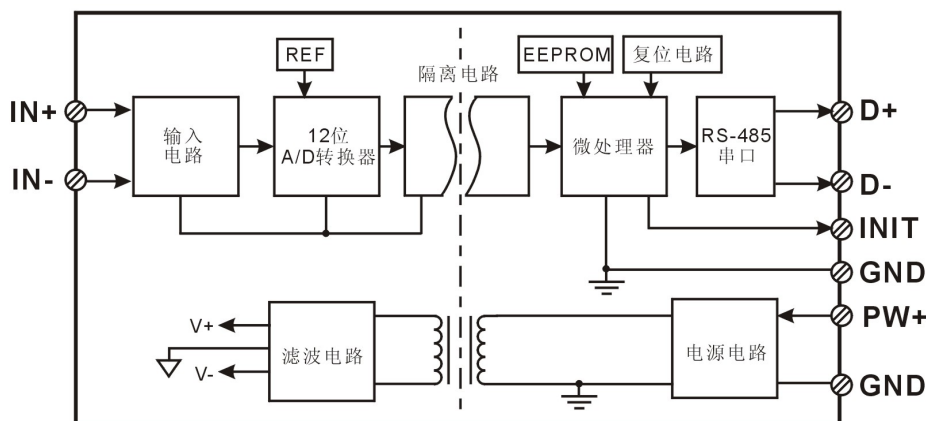 REF
EEPROM
复位电路
隔离电路
IN+
输入
电路
12位
A/D转换器
微处理器
RS-485
串口
D+
IN-
D-
INIT
GND
V+
滤波电路
V-
电源电路
PW+
GND